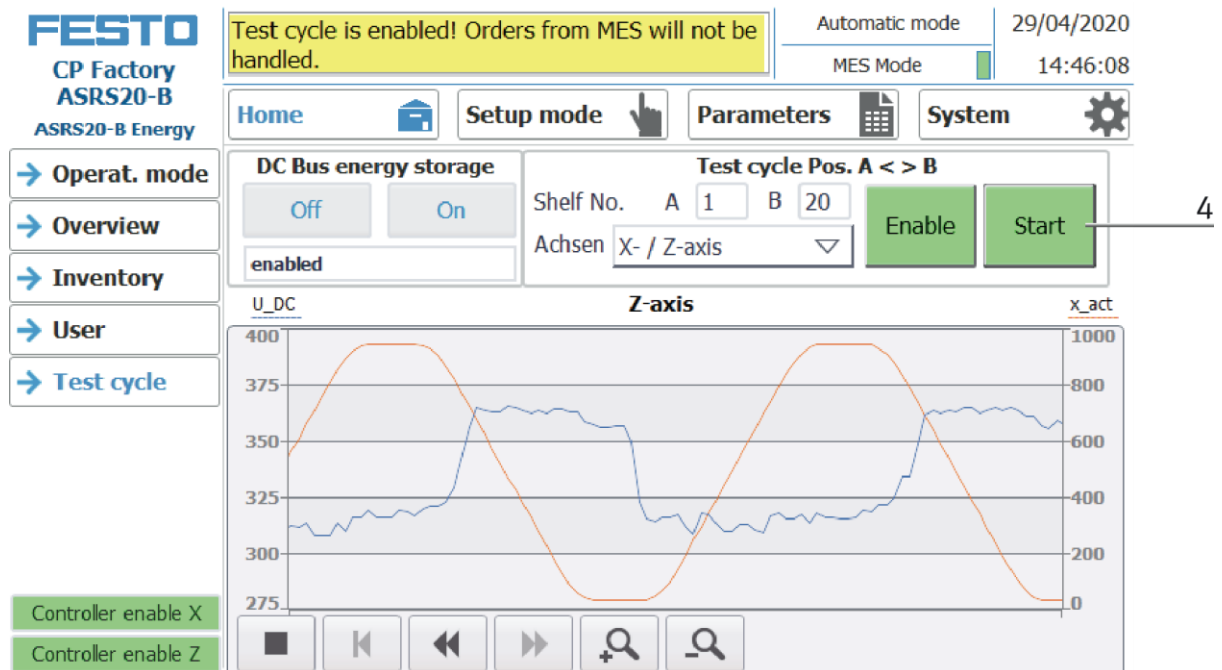 FESTO
CP Factory
ASRS20-B
ASRS20-B Energy
Test cycle is enabled! Orders from MES will not be
handled.
Automatic mode
MES Mode
29/04/2020
14:46:08
Home
Setup mode
Parameters
System
Operat. mode
Overview
Inventory
User
Test cycle
DC Bus energy storage
Off
On
enabled
Test cycle Pos. A < > B
Shelf No. A 1 B 20
Achsen X- / Z-axis
Enable
Start
4
U_DC
Z-axis
x_act
400
1000
375
800
350
600
325
400
300
200
275
0
Controller enable X
Controller enable Z